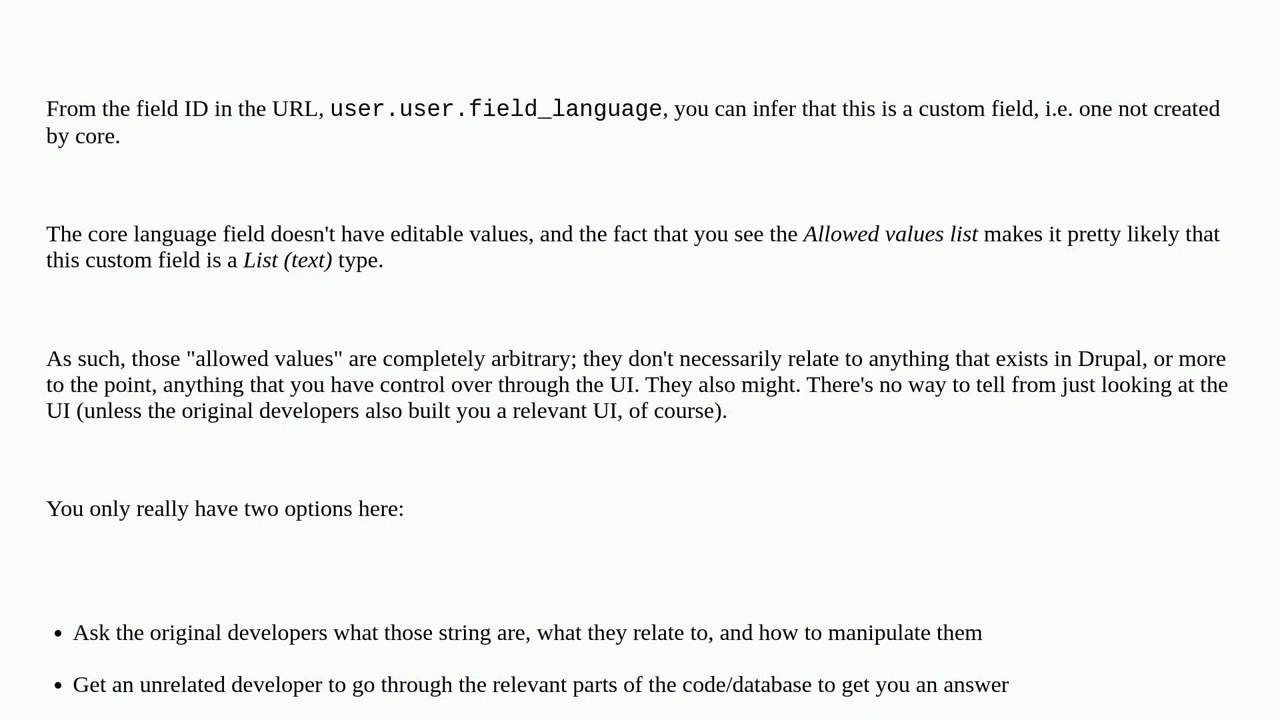 From the field ID in the URL, user.user.field_language, you can infer that this is a custom field, i.e. one not created
by core.
The core language field doesn't have editable values, and the fact that you see the Allowed values list makes it pretty likely that
this custom field is a List (text) type.
As such, those "allowed values" are completely arbitrary; they don't necessarily relate to anything that exists in Drupal, or more
to the point, anything that you have control over through the UI. They also might. There's no way to tell from just looking at the
UI (unless the original developers also built you a relevant UI, of course).
You only really have two options here:
• Ask the original developers what those string are, what they relate to, and how to manipulate them
• Get an unrelated developer to go through the relevant parts of the code/database to get you an answer